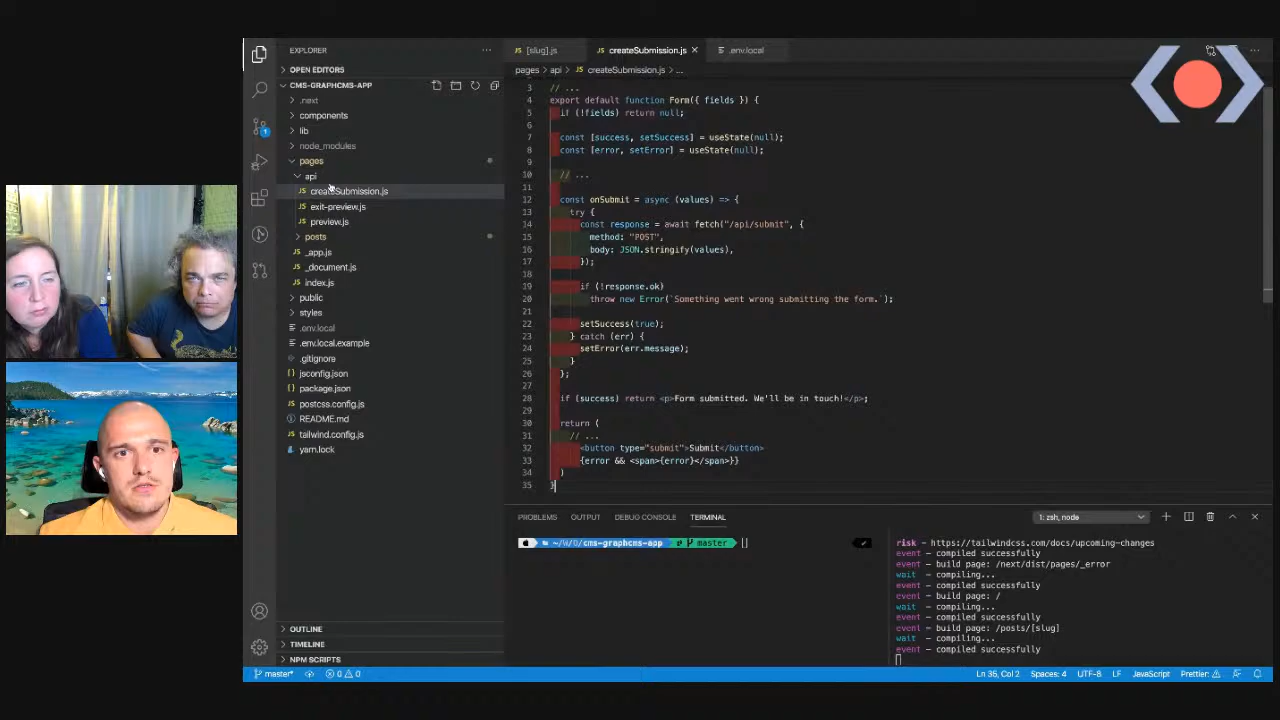 EXPLORER
OPEN EDITORS
CMS-GRAPHCMS-APP
.next
components
lib
node_modules
pages
api
JS createSubmission.js
JS exit-preview.js
JS preview.js
posts
JS _app.js
JS _document.js
JS index.js
public
styles
.env.local
.env.local.example
.gitignore
{} jsconfig.json
{} package.json
JS postcss.config.js
README.md
JS tailwind.config.js
yarn.lock
OUTLINE
TIMELINE
NPM SCRIPTS
1
JS [slug].js
JS createSubmission.js
.env.local
pages > api > JS createSubmission.js > ...
3 // ...
4 export default function Form({ fields }) {
5 if (!fields) return null;
6
7 const [success, setSuccess] = useState(null);
8 const [error, setError] = useState(null);
9
10 // ...
11
12 const onSubmit = async (values) => {
13 try {
14 const response = await fetch("/api/submit", {
15 method: "POST",
16 body: JSON.stringify(values),
17 });
18
19 if (!response.ok)
20 throw new Error(`Something went wrong submitting the form.`);
21
22 setSuccess(true);
23 } catch (err) {
24 setError(err.message);
25 }
26 };
27
28 if (success) return <p>Form submitted. We'll be in touch!</p>;
29
30 return (
31 // ...
32 <button type="submit">Submit</button>
33 {error && <span>{error}</span>}}
34 )
35 }
PROBLEMS OUTPUT DEBUG CONSOLE TERMINAL
1: zsh, node
~/W/O/cms-graphcms-app master
risk - https://tailwindcss.com/docs/upcoming-changes
event - compiled successfully
event - build page: /next/dist/pages/_error
wait - compiling...
event - compiled successfully
event - build page: /
wait - compiling...
event - compiled successfully
event - build page: /posts/[slug]
wait - compiling...
event - compiled successfully
master* 0 0
Ln 35, Col 2 Spaces: 4 UTF-8 LF JavaScript Prettier: